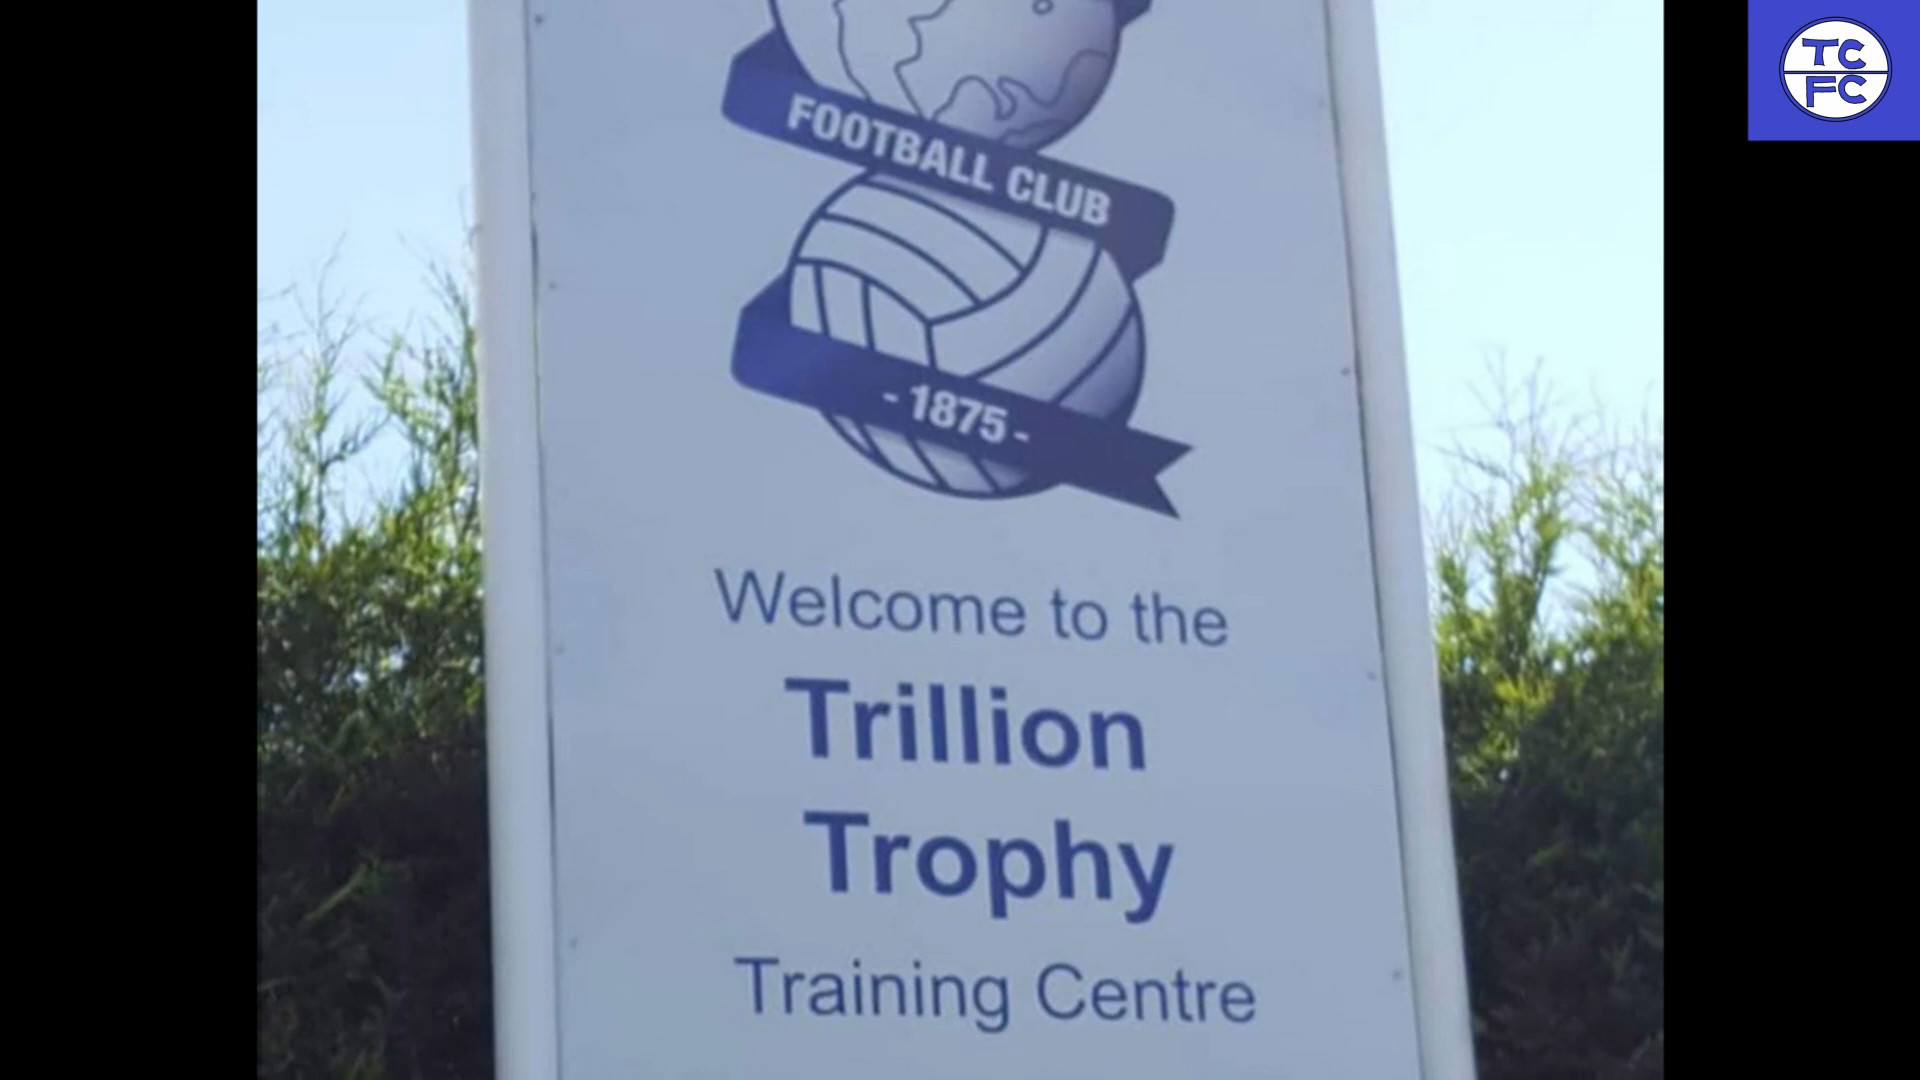 TC
FC
FOOTBALL CLUB
- 1875 -
Welcome to the
Trillion
Trophy
Training Centre